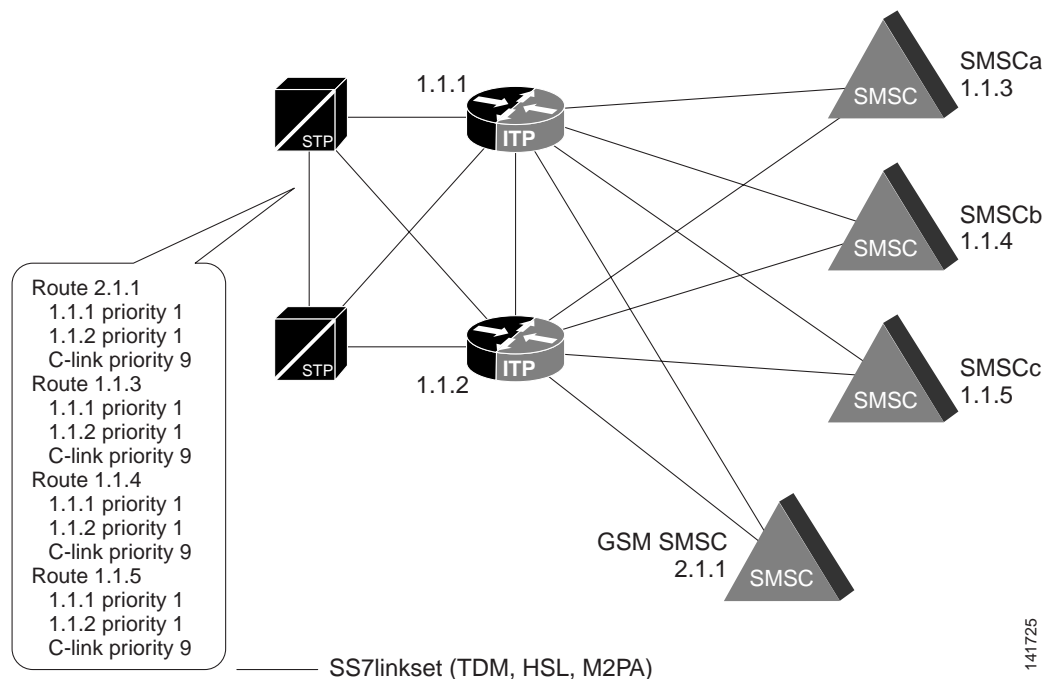 1.1.1
STP
ITP
SMSC
SMSCa
1.1.3
SMSC
SMSCb
1.1.4
STP
ITP
1.1.2
SMSC
SMSCc
1.1.5
Route 2.1.1
1.1.1 priority 1
1.1.2 priority 1
C-link priority 9
Route 1.1.3
1.1.1 priority 1
1.1.2 priority 1
C-link priority 9
Route 1.1.4
1.1.1 priority 1
1.1.2 priority 1
C-link priority 9
Route 1.1.5
1.1.1 priority 1
1.1.2 priority 1
C-link priority 9
GSM SMSC
2.1.1
SMSC
SS7linkset (TDM, HSL, M2PA)
141725